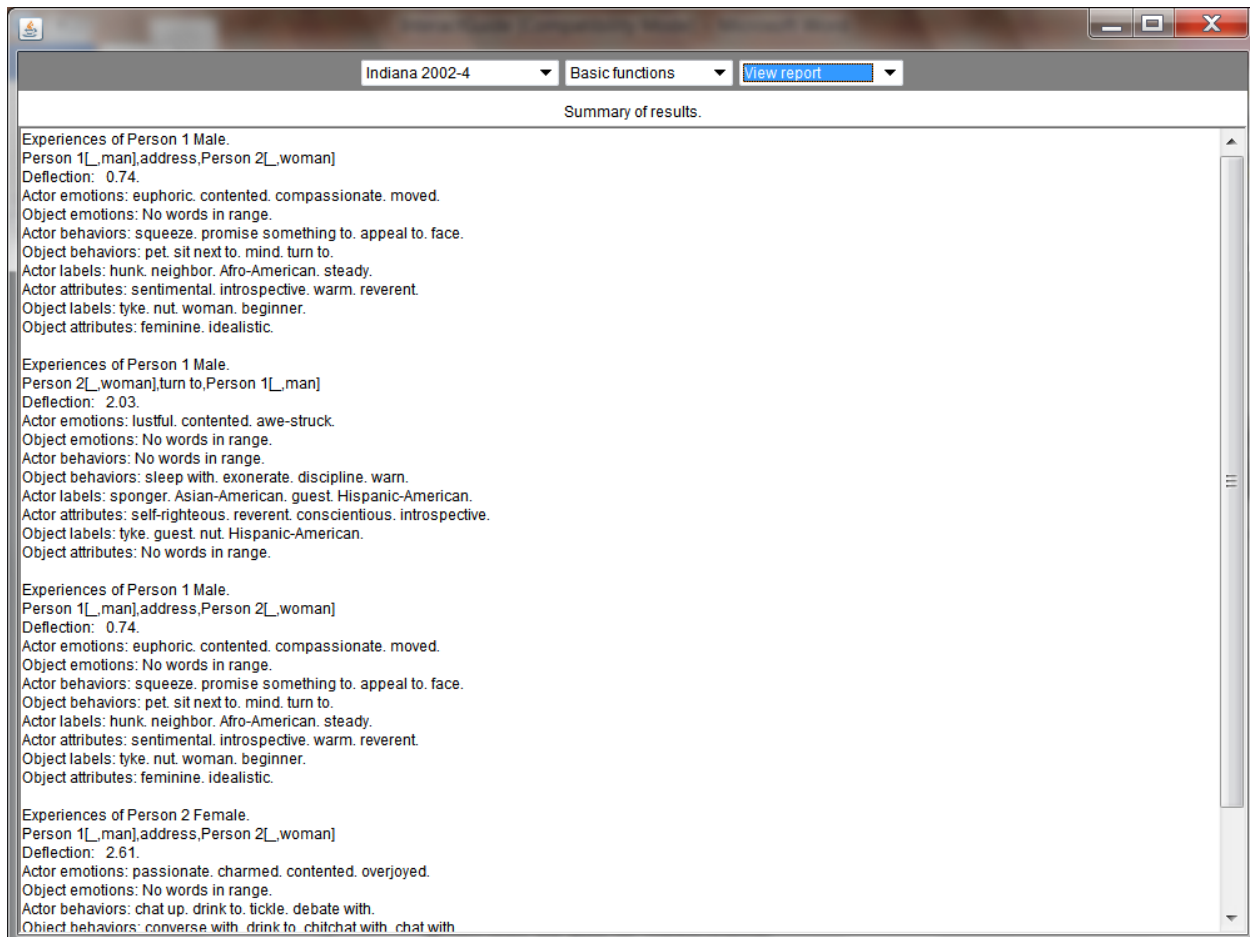 Indiana 2002-4 Basic functions View report
Summary of results.
Experiences of Person 1 Male.
Person 1[_,man],address,Person 2[_,woman]
Deflection: 0.74.
Actor emotions: euphoric. contented. compassionate. moved.
Object emotions: No words in range.
Actor behaviors: squeeze. promise something to. appeal to. face.
Object behaviors: pet. sit next to. mind. turn to.
Actor labels: hunk. neighbor. Afro-American. steady.
Actor attributes: sentimental. introspective. warm. reverent.
Object labels: tyke. nut. woman. beginner.
Object attributes: feminine. idealistic.
Experiences of Person 1 Male.
Person 2[_,woman],turn to,Person 1[_,man]
Deflection: 2.03.
Actor emotions: lustful. contented. awe-struck.
Object emotions: No words in range.
Actor behaviors: No words in range.
Object behaviors: sleep with. exonerate. discipline. warn.
Actor labels: sponger. Asian-American. guest. Hispanic-American.
Actor attributes: self-righteous. reverent. conscientious. introspective.
Object labels: tyke. guest. nut. Hispanic-American.
Object attributes: No words in range.
Experiences of Person 1 Male.
Person 1[_,man],address,Person 2[_,woman]
Deflection: 0.74.
Actor emotions: euphoric. contented. compassionate. moved.
Object emotions: No words in range.
Actor behaviors: squeeze. promise something to. appeal to. face.
Object behaviors: pet. sit next to. mind. turn to.
Actor labels: hunk. neighbor. Afro-American. steady.
Actor attributes: sentimental. introspective. warm. reverent.
Object labels: tyke. nut. woman. beginner.
Object attributes: feminine. idealistic.
Experiences of Person 2 Female.
Person 1[_,man],address,Person 2[_,woman]
Deflection: 2.61.
Actor emotions: passionate. charmed. contented. overjoyed.
Object emotions: No words in range.
Actor behaviors: chat up. drink to. tickle. debate with.
Object behaviors: converse with. drink to. chitchat with. chat with.